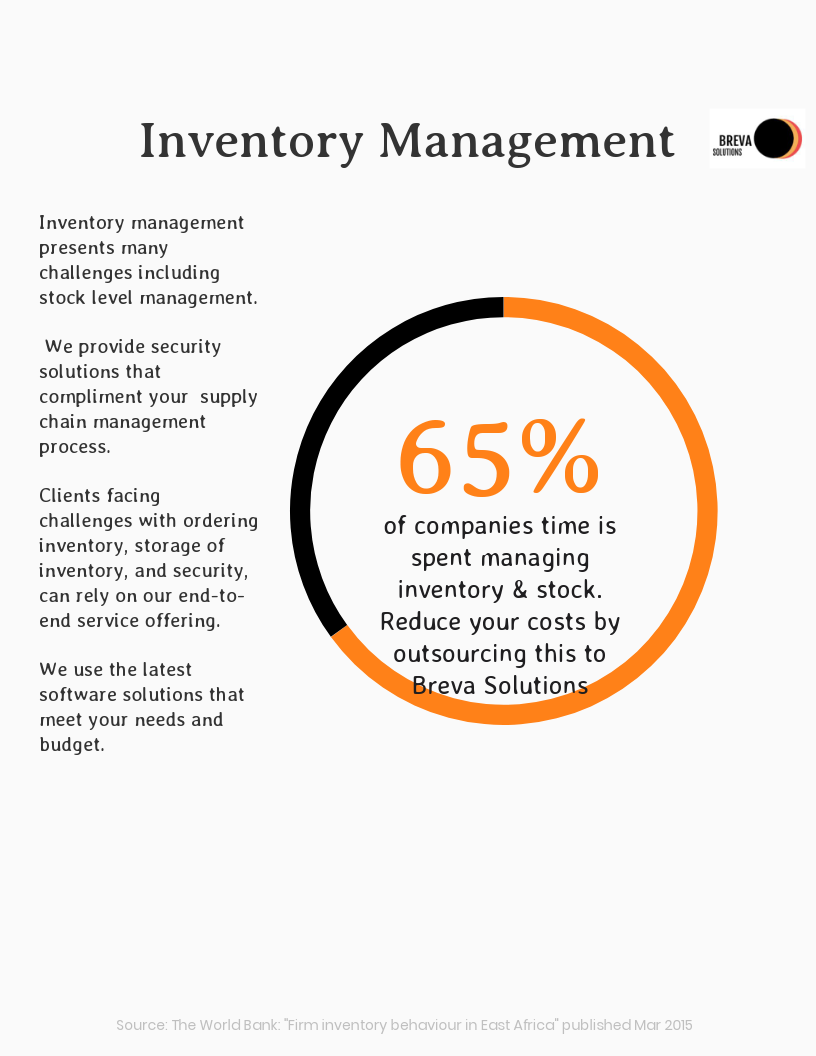 Inventory Management
BREVA
SOLUTIONS
Inventory management
presents many
challenges including
stock level management.
We provide security
solutions that
compliment your  supply
chain management
process.
Clients facing
challenges with ordering
inventory, storage of
inventory, and security,
can rely on our end-to-
end service offering.
We use the latest
software solutions that
meet your needs and
budget.
65%
of companies time is
spent managing
inventory & stock.
Reduce your costs by
outsourcing this to
Breva Solutions
Source: The World Bank: "Firm inventory behaviour in East Africa" published Mar 2015